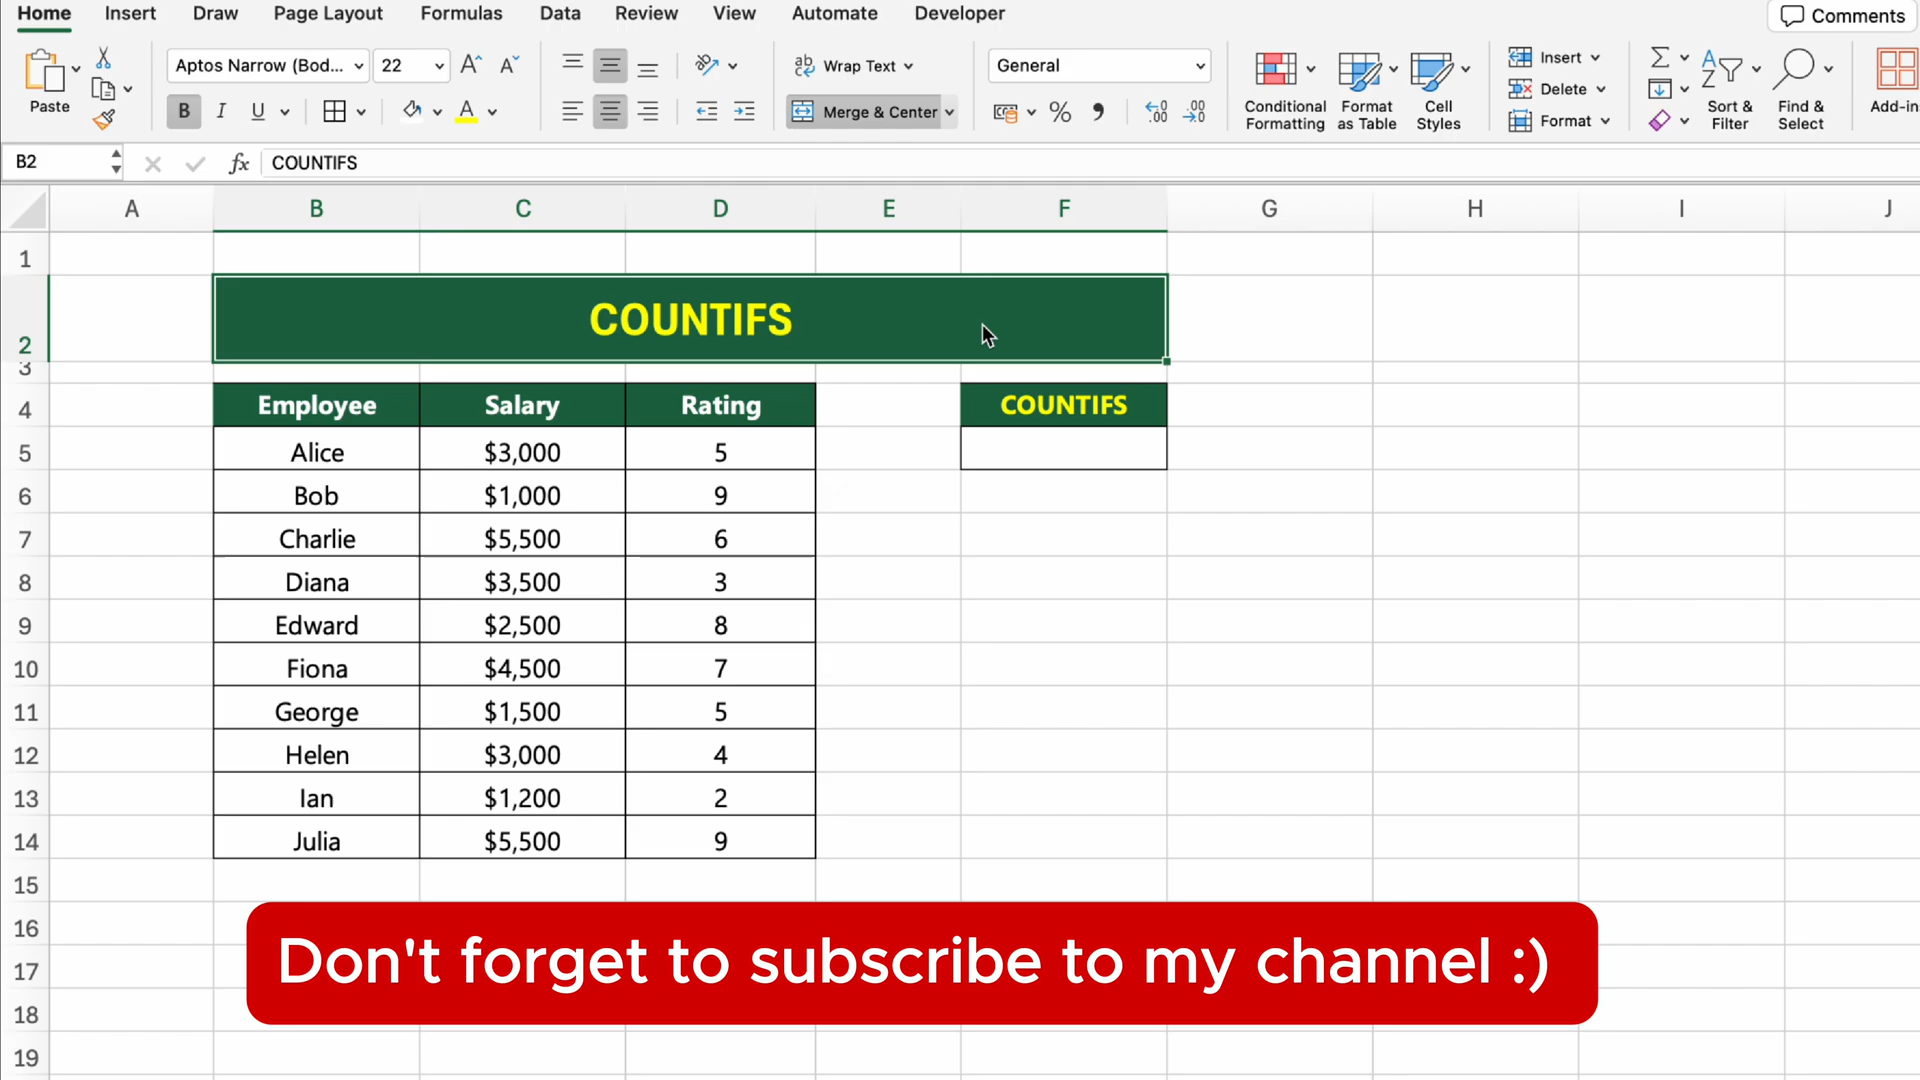 Home Insert Draw Page Layout Formulas Data Review View Automate Developer Comments
Aptos Narrow (Bod... 22 A^ A˅ ab Wrap Text General Insert Σ A
Z
Paste B I U A Merge & Center % , Conditional Formatting Format as Table Cell Styles Delete Format Sort & Filter Find & Select Add-in
B2 fx COUNTIFS
A B C D E F G H I J
1
2 COUNTIFS
3
4 Employee Salary Rating COUNTIFS
5 Alice $3,000 5
6 Bob $1,000 9
7 Charlie $5,500 6
8 Diana $3,500 3
9 Edward $2,500 8
10 Fiona $4,500 7
11 George $1,500 5
12 Helen $3,000 4
13 Ian $1,200 2
14 Julia $5,500 9
15
16
Don't forget to subscribe to my channel :)
17
18
19